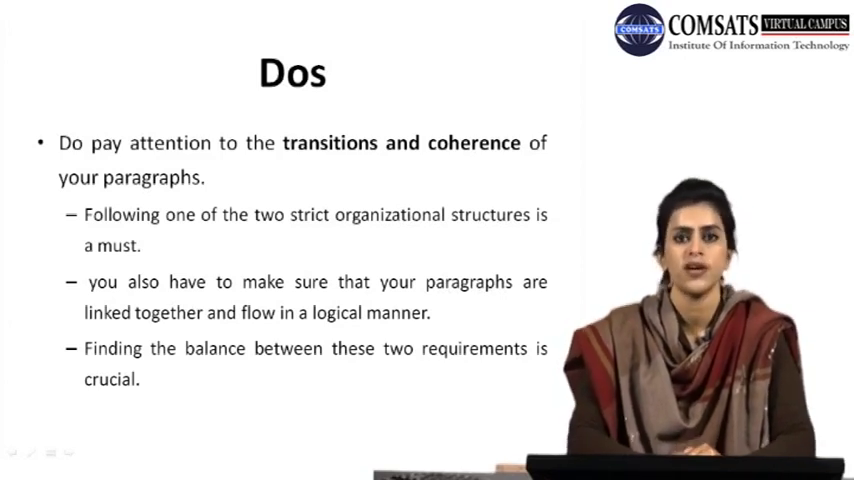 COMSATS VIRTUAL CAMPUS
COMSATS
Institute Of Information Technology
Dos
• Do pay attention to the transitions and coherence of
your paragraphs.
– Following one of the two strict organizational structures is
a must.
– you also have to make sure that your paragraphs are
linked together and flow in a logical manner.
– Finding the balance between these two requirements is
crucial.